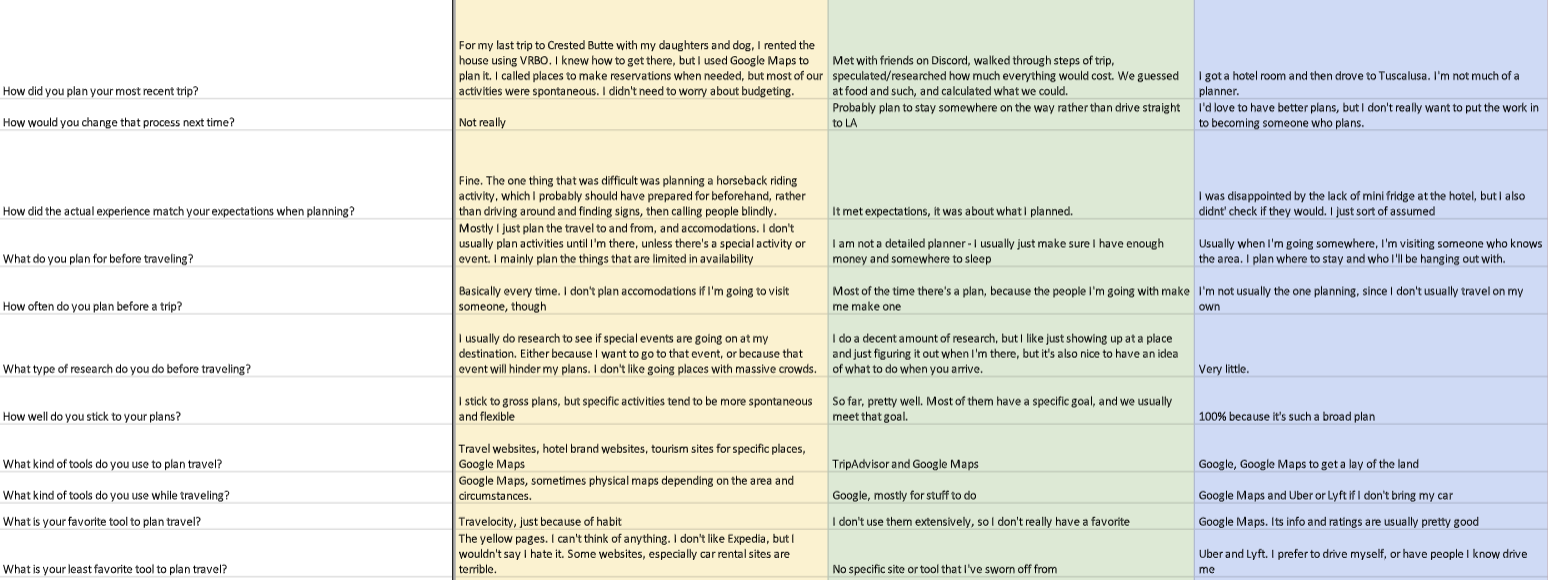 How did you plan your most recent trip?
For my last trip to Crested Butte with my daughters and dog, I rented the
house using VRBO. I knew how to get there, but I used Google Maps to
plan it. I called places to make reservations when needed, but most of our
activities were spontaneous. I didn't need to worry about budgeting.
Met with friends on Discord, walked through steps of trip,
speculated/researched how much everything would cost. We guessed
at food and such, and calculated what we could.
I got a hotel room and then drove to Tuscalusa. I'm not much of a
planner.
How would you change that process next time?
Not really
Probably plan to stay somewhere on the way rather than drive straight
to LA
I'd love to have better plans, but I don't really want to put the work in
to becoming someone who plans.
How did the actual experience match your expectations when planning?
Fine. The one thing that was difficult was planning a horseback riding
activity, which I probably should have prepared for beforehand, rather
than driving around and finding signs, then calling people blindly.
It met expectations, it was about what I planned.
I was disappointed by the lack of mini fridge at the hotel, but I also
didnt' check if they would. I just sort of assumed
What do you plan for before traveling?
Mostly I just plan the travel to and from, and accomodations. I don't
usually plan activities until I'm there, unless there's a special activity or
event. I mainly plan the things that are limited in availability
I am not a detailed planner - I usually just make sure I have enough
money and somewhere to sleep
Usually when I'm going somewhere, I'm visiting someone who knows
the area. I plan where to stay and who I'll be hanging out with.
How often do you plan before a trip?
Basically every time. I don't plan accomodations if I'm going to visit
someone, though
Most of the time there's a plan, because the people I'm going with make
me make one
I'm not usually the one planning, since I don't usually travel on my
own
What type of research do you do before traveling?
I usually do research to see if special events are going on at my
destination. Either because I want to go to that event, or because that
event will hinder my plans. I don't like going places with massive crowds.
I do a decent amount of research, but I like just showing up at a place
and just figuring it out when I'm there, but it's also nice to have an idea
of what to do when you arrive.
Very little.
How well do you stick to your plans?
I stick to gross plans, but specific activities tend to be more spontaneous
and flexible
So far, pretty well. Most of them have a specific goal, and we usually
meet that goal.
100% because it's such a broad plan
What kind of tools do you use to plan travel?
Travel websites, hotel brand websites, tourism sites for specific places,
Google Maps
TripAdvisor and Google Maps
Google, Google Maps to get a lay of the land
What kind of tools do you use while traveling?
Google Maps, sometimes physical maps depending on the area and
circumstances.
Google, mostly for stuff to do
Google Maps and Uber or Lyft if I don't bring my car
What is your favorite tool to plan travel?
Travelocity, just because of habit
I don't use them extensively, so I don't really have a favorite
Google Maps. Its info and ratings are usually pretty good
What is your least favorite tool to plan travel?
The yellow pages. I can't think of anything. I don't like Expedia, but I
wouldn't say I hate it. Some websites, especially car rental sites are
terrible.
No specific site or tool that I've sworn off from
Uber and Lyft. I prefer to drive myself, or have people I know drive
me